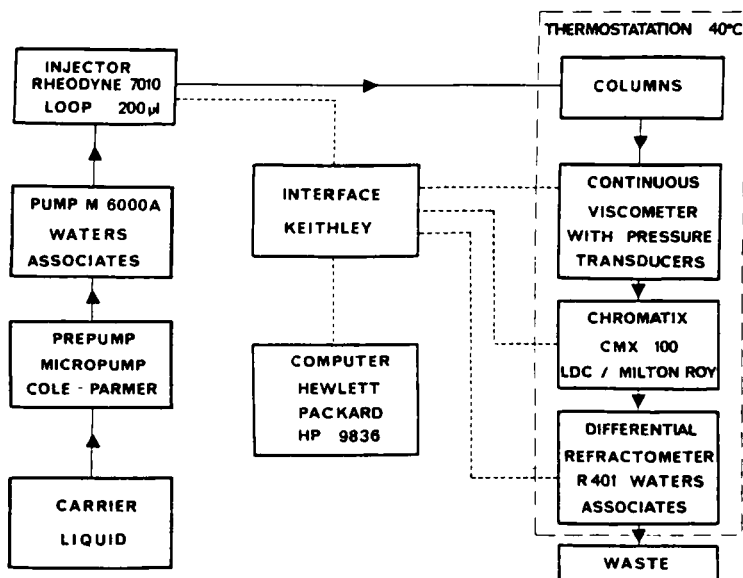 THERMOSTATATION 40°C
INJECTOR
RHEODYNE 7010
LOOP 200 µl
COLUMNS
PUMP M 6000A
WATERS
ASSOCIATES
INTERFACE
KEITHLEY
CONTINUOUS
VISCOMETER
WITH PRESSURE
TRANSDUCERS
PREPUMP
MICROPUMP
COLE - PARMER
COMPUTER
HEWLETT
PACKARD
HP 9836
CHROMATIX
CMX 100
LDC / MILTON ROY
CARRIER
LIQUID
DIFFERENTIAL
REFRACTOMETER
R 401 WATERS
ASSOCIATES
WASTE